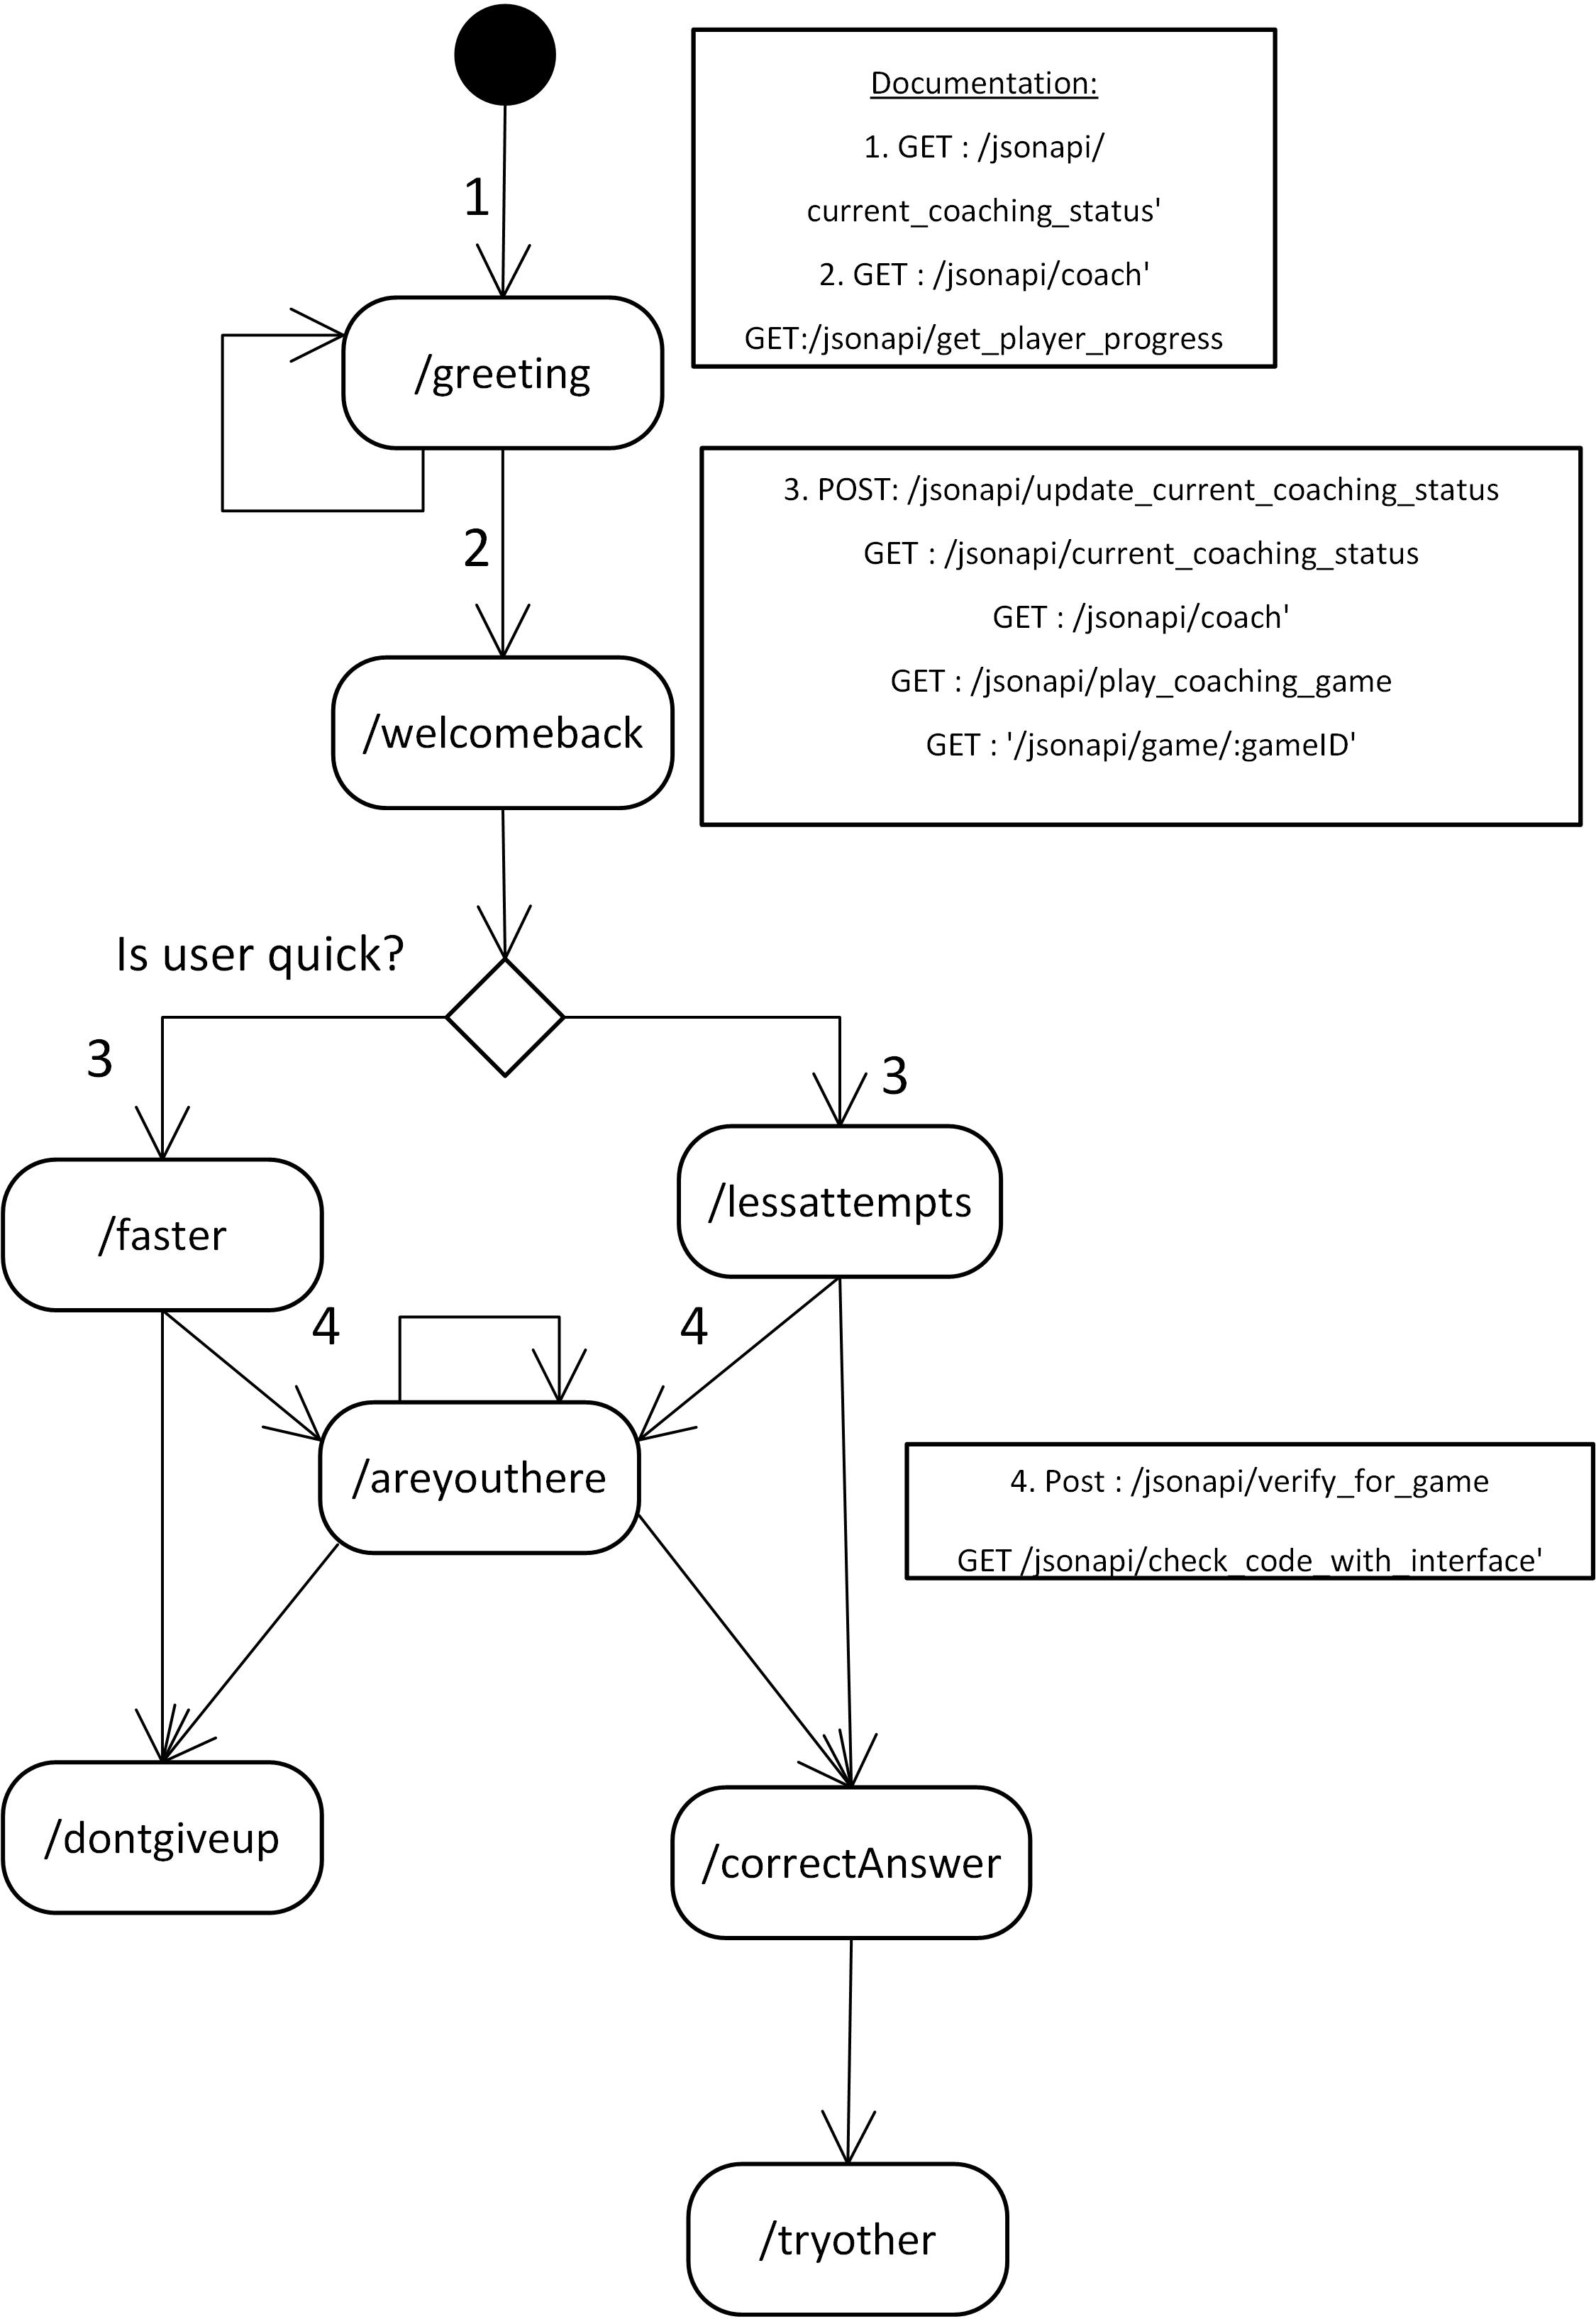 Documentation:
1. GET : /jsonapi/
current_coaching_status'
2. GET : /jsonapi/coach'
GET:/jsonapi/get_player_progress
1
/greeting
3. POST: /jsonapi/update_current_coaching_status
GET : /jsonapi/current_coaching_status
GET : /jsonapi/coach'
GET : /jsonapi/play_coaching_game
GET : '/jsonapi/game/:gameID'
2
/welcomeback
Is user quick?
3
3
/faster
/lessattempts
4
4
/areyouthere
4. Post : /jsonapi/verify_for_game
GET /jsonapi/check_code_with_interface'
/dontgiveup
/correctAnswer
/tryother